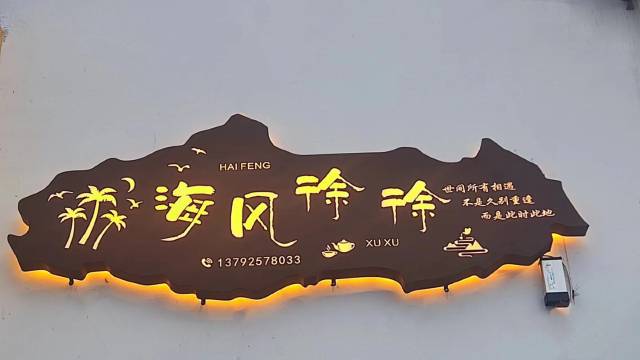 HAI FENG
海风徐徐
XU XU
13792578033
世间所有相遇
不是久别重逢
而是此时此地